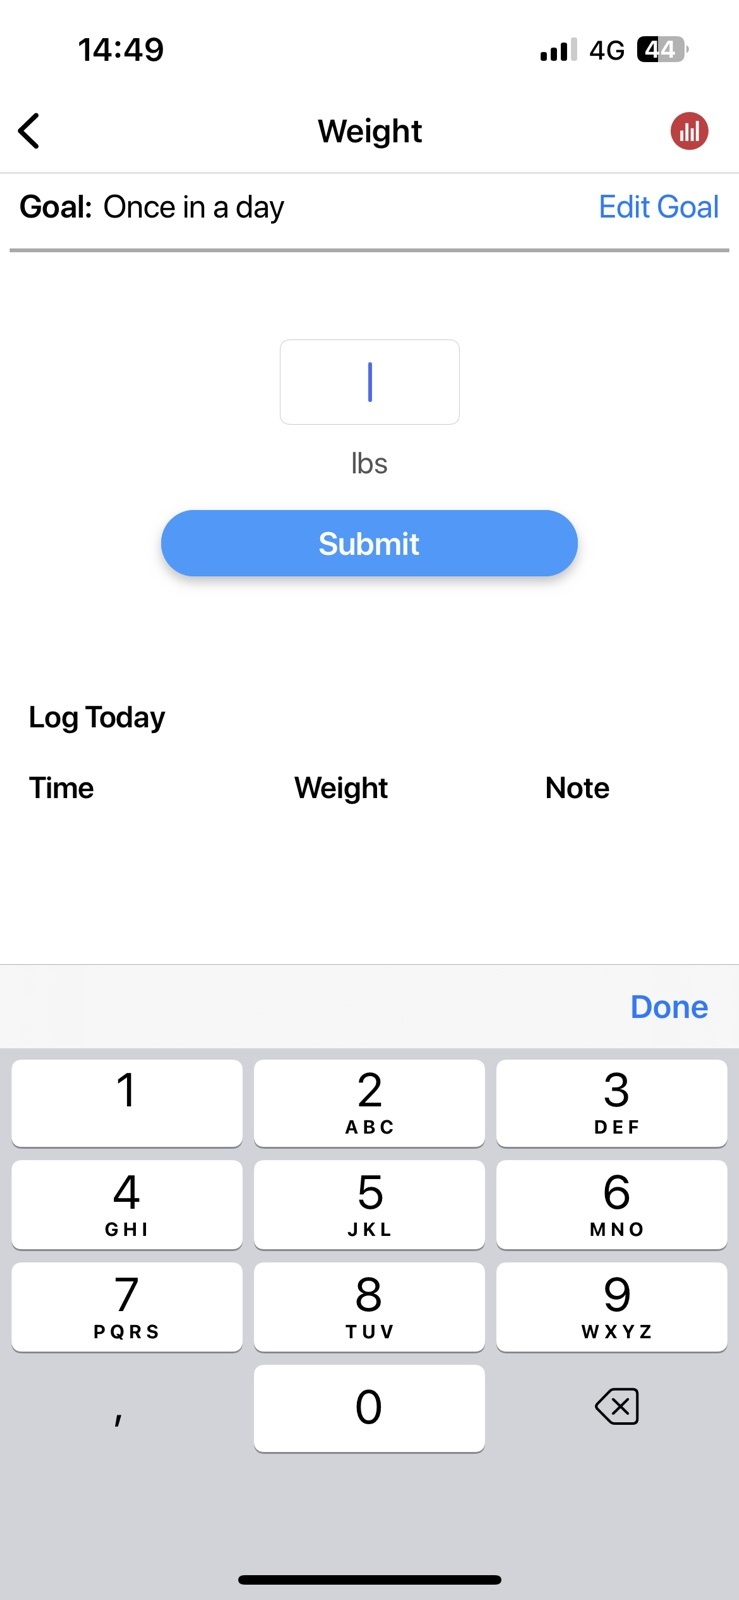 14:49 4G 44
Weight
Goal: Once in a day Edit Goal
lbs
Submit
Log Today
Time Weight Note
Done
1 2 3
ABC DEF
4 5 6
GHI JKL MNO
7 8 9
PQRS TUV WXYZ
, 0